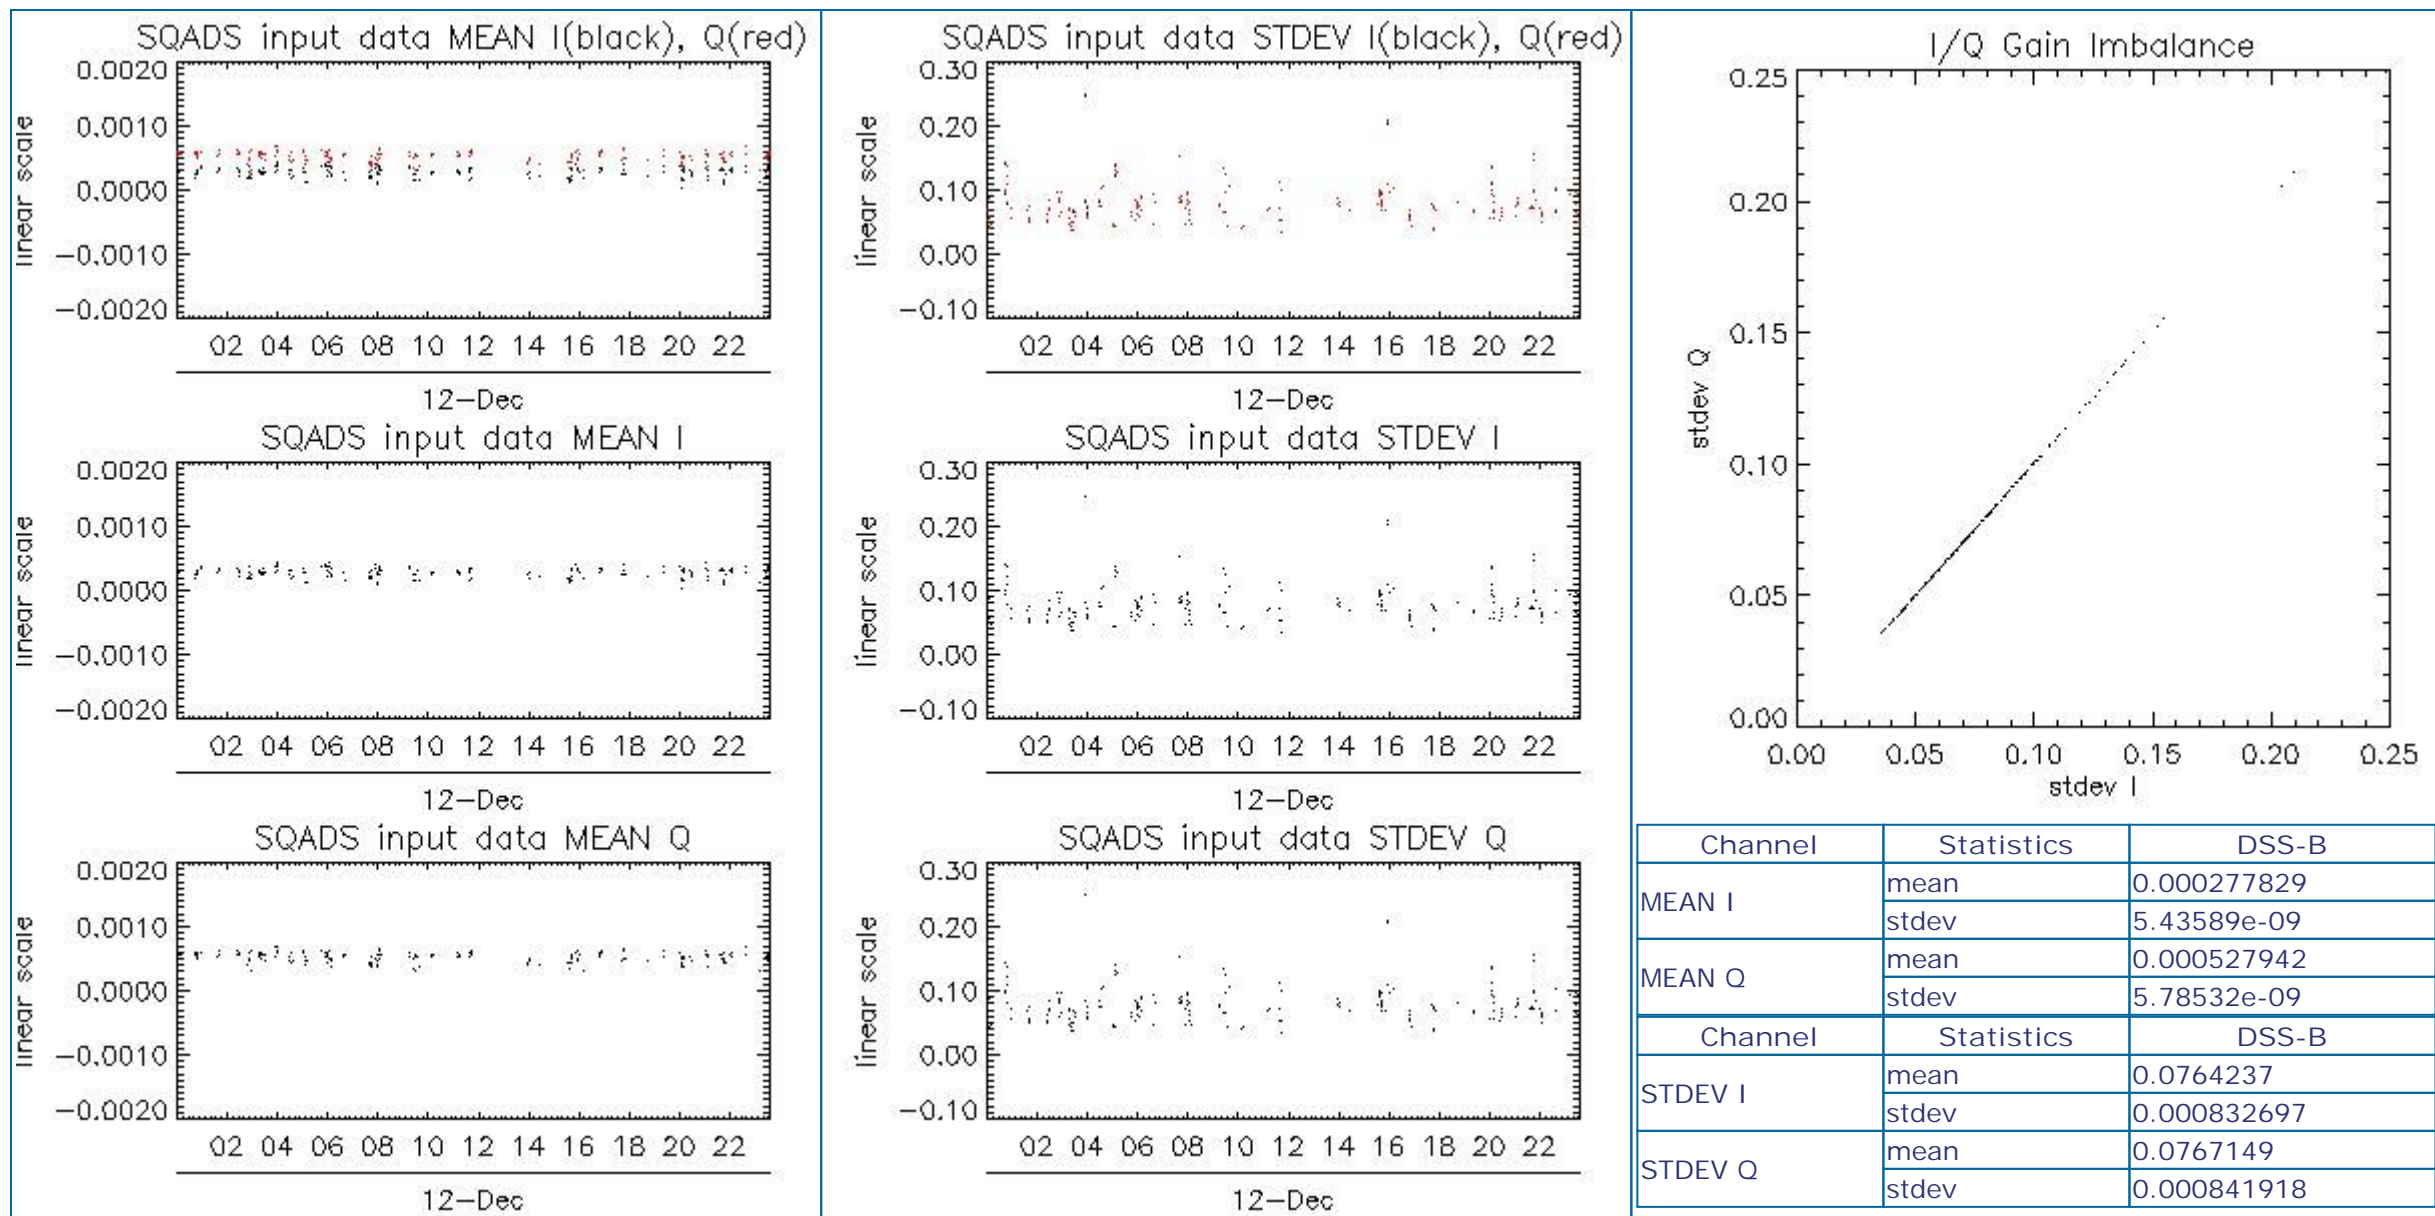 SQADS input data MEAN I(black), Q(red)
0.0020
0.0010
0.0000
−0.0010
−0.0020
linear scale
02 04 06 08 10 12 14 16 18 20 22
12−Dec
SQADS input data MEAN I
0.0020
0.0010
0.0000
−0.0010
−0.0020
linear scale
02 04 06 08 10 12 14 16 18 20 22
12−Dec
SQADS input data MEAN Q
0.0020
0.0010
0.0000
−0.0010
−0.0020
linear scale
02 04 06 08 10 12 14 16 18 20 22
12−Dec
SQADS input data STDEV I(black), Q(red)
0.30
0.20
0.10
0.00
−0.10
linear scale
02 04 06 08 10 12 14 16 18 20 22
12−Dec
SQADS input data STDEV I
0.30
0.20
0.10
0.00
−0.10
linear scale
02 04 06 08 10 12 14 16 18 20 22
12−Dec
SQADS input data STDEV Q
0.30
0.20
0.10
0.00
−0.10
linear scale
02 04 06 08 10 12 14 16 18 20 22
12−Dec
I/Q Gain Imbalance
0.25
0.20
0.15
0.10
0.05
0.00
stdev Q
0.00 0.05 0.10 0.15 0.20 0.25
stdev I
Channel Statistics DSS-B
MEAN I mean 0.000277829
stdev 5.43589e-09
MEAN Q mean 0.000527942
stdev 5.78532e-09
Channel Statistics DSS-B
STDEV I mean 0.0764237
stdev 0.000832697
STDEV Q mean 0.0767149
stdev 0.000841918